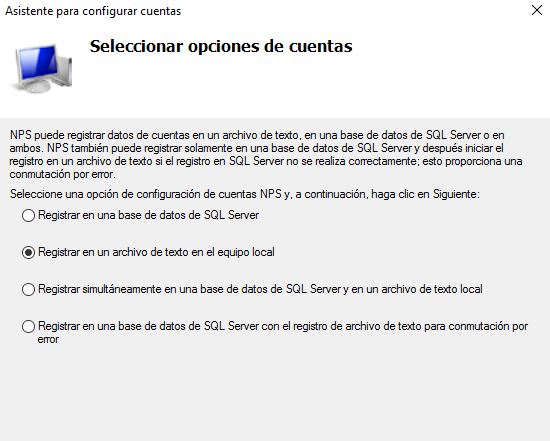 Asistente para configurar cuentas
Seleccionar opciones de cuentas
NPS puede registrar datos de cuentas en un archivo de texto, en una base de datos de SQL Server o en
ambos. NPS también puede registrar solamente en una base de datos de SQL Server y después iniciar el
registro en un archivo de texto si el registro en SQL Server no se realiza correctamente; esto proporciona una
conmutación por error.
Seleccione una opción de configuración de cuentas NPS y, a continuación, haga clic en Siguiente:
Registrar en una base de datos de SQL Server
Registrar en un archivo de texto en el equipo local
Registrar simultáneamente en una base de datos de SQL Server y en un archivo de texto local
Registrar en una base de datos de SQL Server con el registro de archivo de texto para conmutación por
error